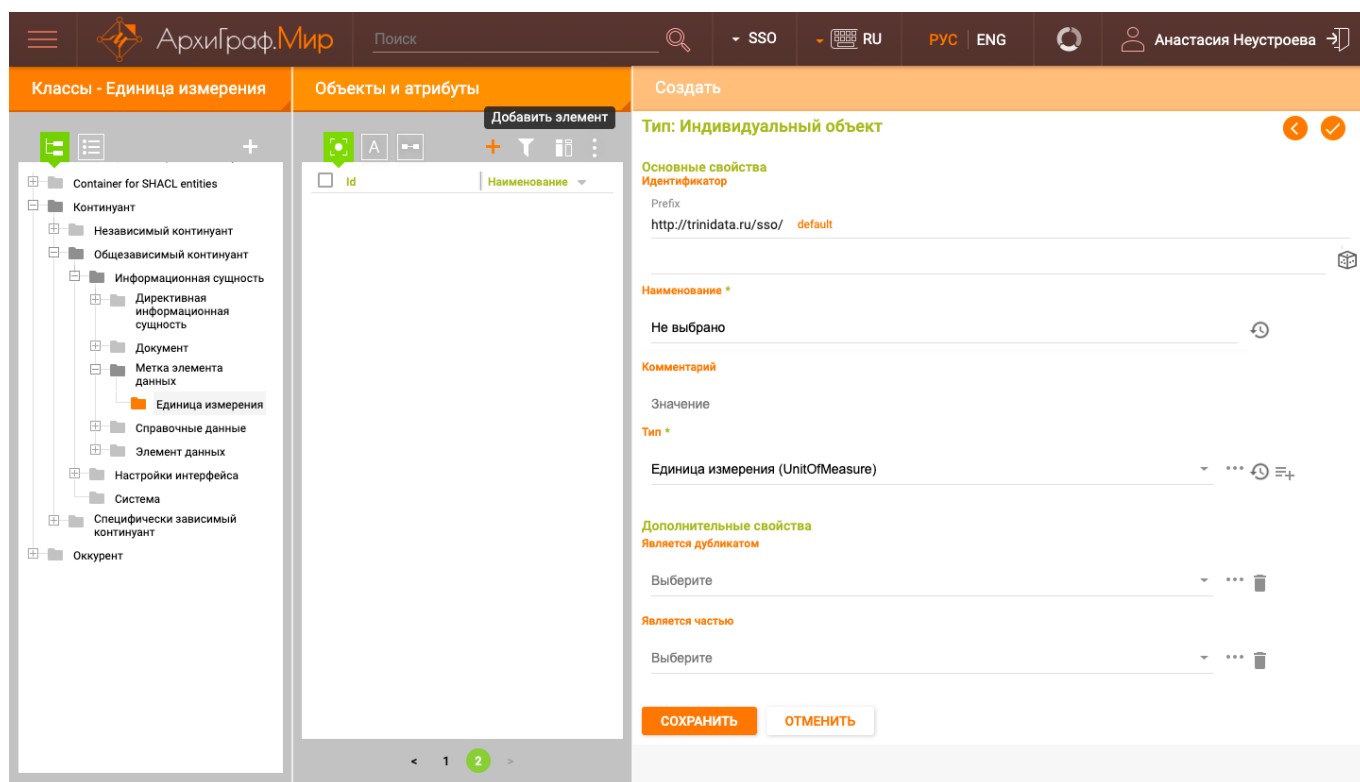 АрхиГраф.Мир
Поиск
SSO
RU
РУС | ENG
Анастасия Неустроева
Классы - Единица измерения
Container for SHACL entities
Континуант
Независимый континуант
Общезависимый континуант
Информационная сущность
Директивная
информационная
сущность
Документ
Метка элемента
данных
Единица измерения
Справочные данные
Элемент данных
Настройки интерфейса
Система
Специфически зависимый
континуант
Оккурент
Объекты и атрибуты
Добавить элемент
A
Id
Наименование
< 1 2 >
Создать
Тип: Индивидуальный объект
Основные свойства
Идентификатор
Prefix
http://trinidata.ru/sso/ default
Наименование *
Не выбрано
Комментарий
Значение
Тип *
Единица измерения (UnitOfMeasure)
Дополнительные свойства
Является дубликатом
Выберите
Является частью
Выберите
СОХРАНИТЬ
ОТМЕНИТЬ